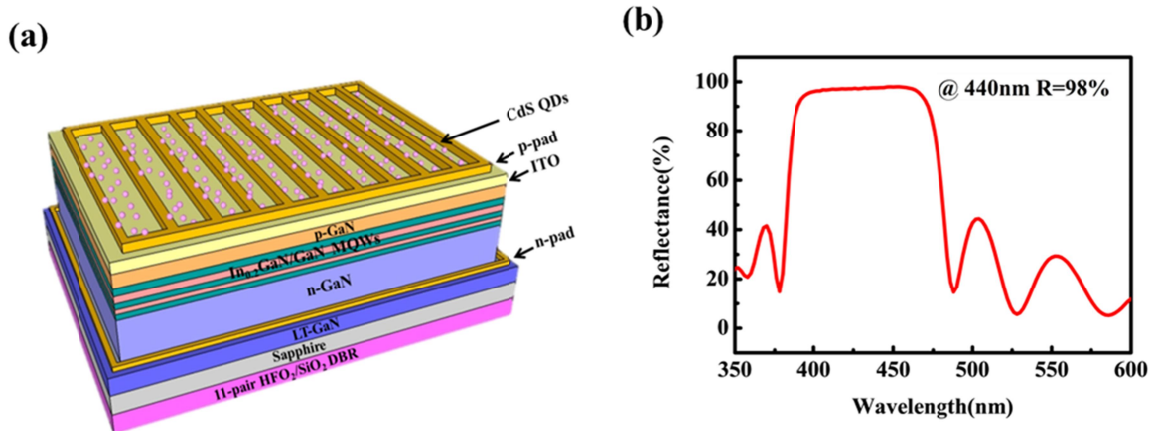 (a)
CdS QDs
p-pad
ITO
n-pad
p-GaN
In0.2GaN/GaN MQWs
n-GaN
LT-GaN
Sapphire
11-pair HFO2/SiO2 DBR
(b)
@ 440nm R=98%
Reflectance(%)
100
80
60
40
20
0
350 400 450 500 550 600
Wavelength(nm)